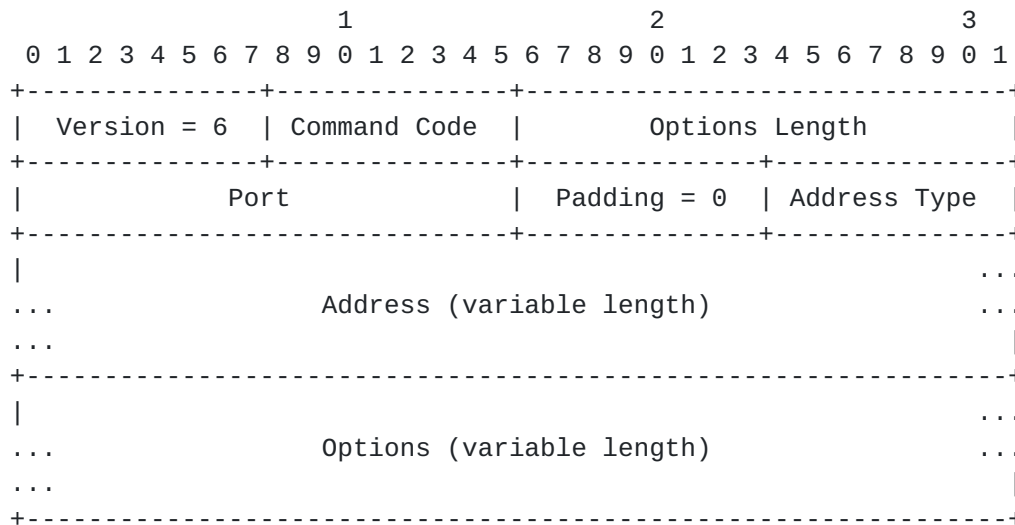 1                   2                   3
 0 1 2 3 4 5 6 7 8 9 0 1 2 3 4 5 6 7 8 9 0 1 2 3 4 5 6 7 8 9 0 1
+---------------+---------------+-------------------------------+
|  Version = 6  | Command Code  |        Options Length         |
+---------------+---------------+---------------+---------------+
|             Port              |  Padding = 0  | Address Type  |
+-------------------------------+---------------+---------------+
|                                                             ...
...                 Address (variable length)                 ...
...                                                             |
+---------------------------------------------------------------+
|                                                             ...
...                 Options (variable length)                 ...
...                                                             |
+---------------------------------------------------------------+